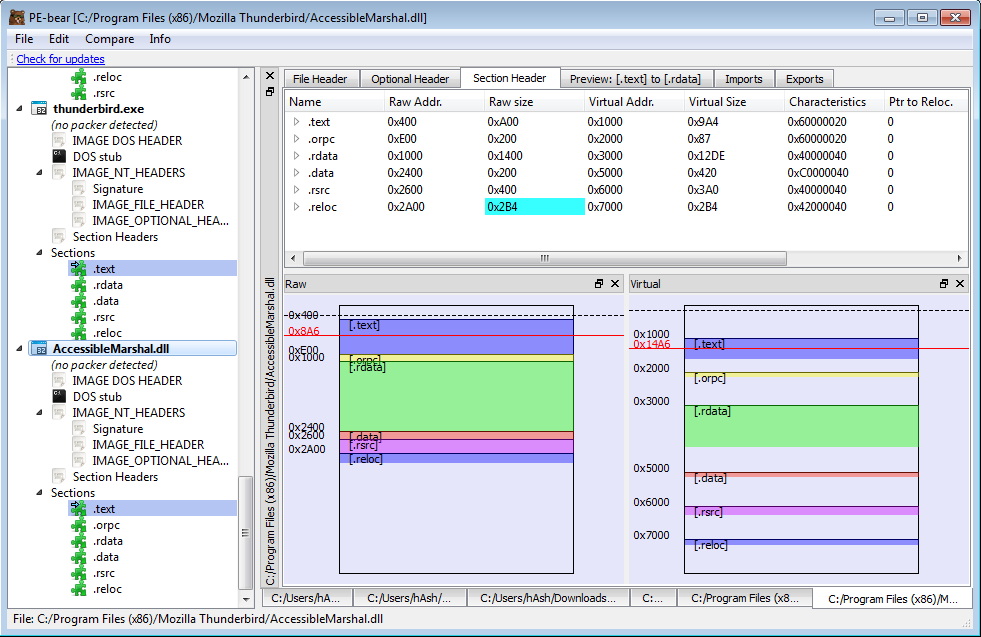 PE-bear [C:/Program Files (x86)/Mozilla Thunderbird/AccessibleMarshal.dll]
File Edit Compare Info
Check for updates
.reloc
.rsrc
thunderbird.exe
(no packer detected)
IMAGE DOS HEADER
DOS stub
IMAGE_NT_HEADERS
Signature
IMAGE_FILE_HEADER
IMAGE_OPTIONAL_HEA...
Section Headers
Sections
.text
.rdata
.data
.rsrc
.reloc
AccessibleMarshal.dll
(no packer detected)
IMAGE DOS HEADER
DOS stub
IMAGE_NT_HEADERS
Signature
IMAGE_FILE_HEADER
IMAGE_OPTIONAL_HEA...
Section Headers
Sections
.text
.orpc
.rdata
.data
.rsrc
.reloc
C:/Program Files (x86)/Mozilla Thunderbird/AccessibleMarshal.dll
File Header Optional Header Section Header Preview: [.text] to [.rdata] Imports Exports
Name Raw Addr. Raw size Virtual Addr. Virtual Size Characteristics Ptr to Reloc.
.text 0x400 0xA00 0x1000 0x9A4 0x60000020 0
.orpc 0xE00 0x200 0x2000 0x87 0x60000020 0
.rdata 0x1000 0x1400 0x3000 0x12DE 0x40000040 0
.data 0x2400 0x200 0x5000 0x420 0xC0000040 0
.rsrc 0x2600 0x400 0x6000 0x3A0 0x40000040 0
.reloc 0x2A00 0x2B4 0x7000 0x2B4 0x42000040 0
Raw
0x400
[.text]
0x8A6
0xE00
0x1000
[.orpc]
[.rdata]
0x2400
0x2600
[.data]
[.rsrc]
0x2A00
[.reloc]
Virtual
0x1000
0x14A6
[.text]
0x2000
[.orpc]
0x3000
[.rdata]
0x5000
[.data]
0x6000
[.rsrc]
0x7000
[.reloc]
C:/Users/hA... C:/Users/hAsh/... C:/Users/hAsh/Downloads... C:... C:/Program Files (x8... C:/Program Files (x86)/M...
File: C:/Program Files (x86)/Mozilla Thunderbird/AccessibleMarshal.dll